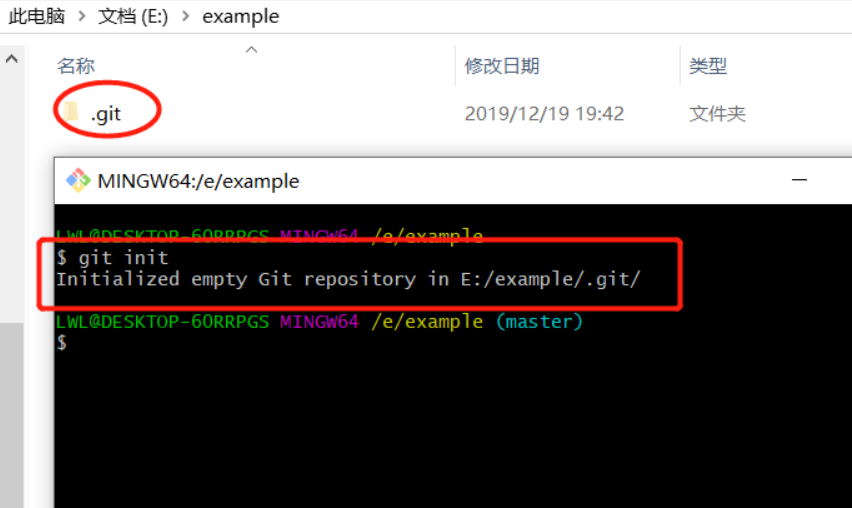 此电脑 > 文档 (E:) > example
名称 修改日期 类型
.git 2019/12/19 19:42 文件夹
MINGW64:/e/example
LWL@DESKTOP-6ORRPGS MINGW64 /e/example
$ git init
Initialized empty Git repository in E:/example/.git/
LWL@DESKTOP-6ORRPGS MINGW64 /e/example (master)
$